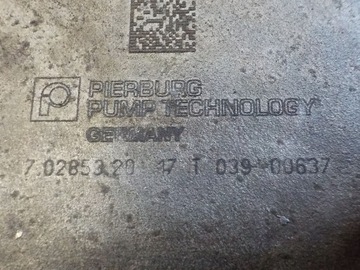 PIERBURG
PUMP TECHNOLOGY
GERMANY
7.02853.20 17 T 039 00637